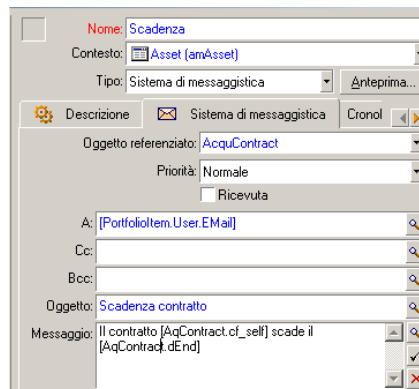 Nome: Scadenza
Contesto: Asset (amAsset)
Tipo: Sistema di messaggistica Anteprima...
Descrizione Sistema di messaggistica Cronol
Oggetto referenziato: AcquContract
Priorità: Normale
Ricevuta
A: [PortfolioItem.User.EMail]
Cc:
Bcc:
Oggetto: Scadenza contratto
Messaggio: Il contratto [AqContract.cf_self] scade il
[AqContract.dEnd]